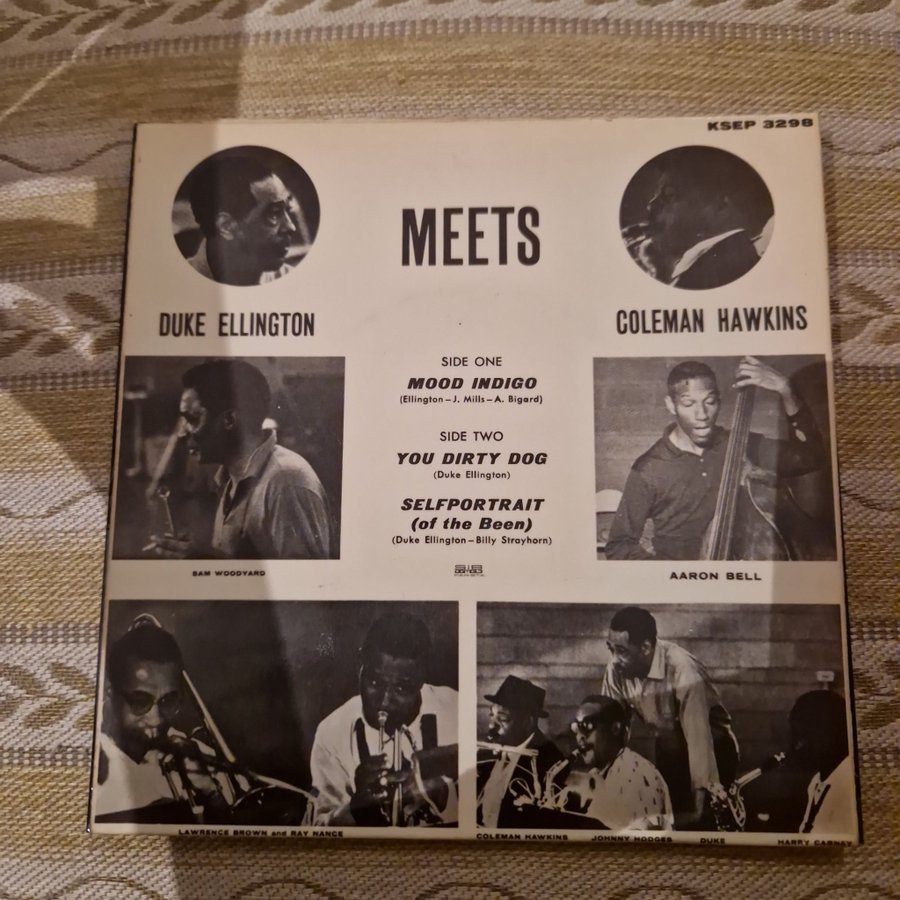 KSEP 3298
MEETS
DUKE ELLINGTON
COLEMAN HAWKINS
SIDE ONE
MOOD INDIGO
(Ellington – J. Mills – A. Bigard)
SIDE TWO
YOU DIRTY DOG
(Duke Ellington)
SELFPORTRAIT
(of the Been)
(Duke Ellington – Billy Strayhorn)
SAM WOODYARD
AARON BELL
LAWRENCE BROWN and RAY NANCE
COLEMAN HAWKINS JOHNNY HODGES DUKE HARRY CARNEY